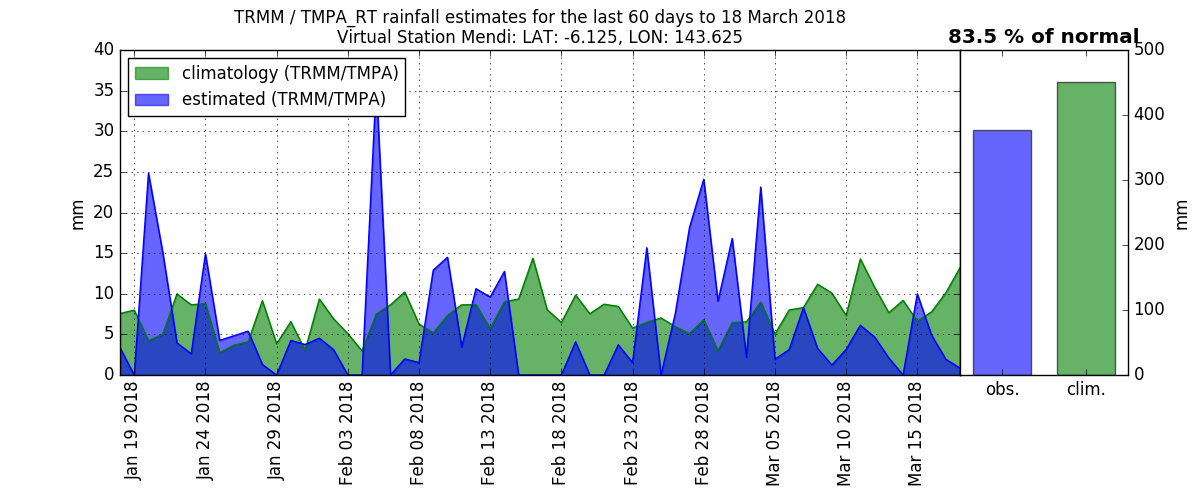 TRMM / TMPA_RT rainfall estimates for the last 60 days to 18 March 2018
Virtual Station Mendi: LAT: -6.125, LON: 143.625
83.5 % of normal
climatology (TRMM/TMPA)
estimated (TRMM/TMPA)
40
35
30
25
20
15
10
5
0
mm
500
400
300
200
100
0
mm
Jan 19 2018
Jan 24 2018
Jan 29 2018
Feb 03 2018
Feb 08 2018
Feb 13 2018
Feb 18 2018
Feb 23 2018
Feb 28 2018
Mar 05 2018
Mar 10 2018
Mar 15 2018
obs.
clim.